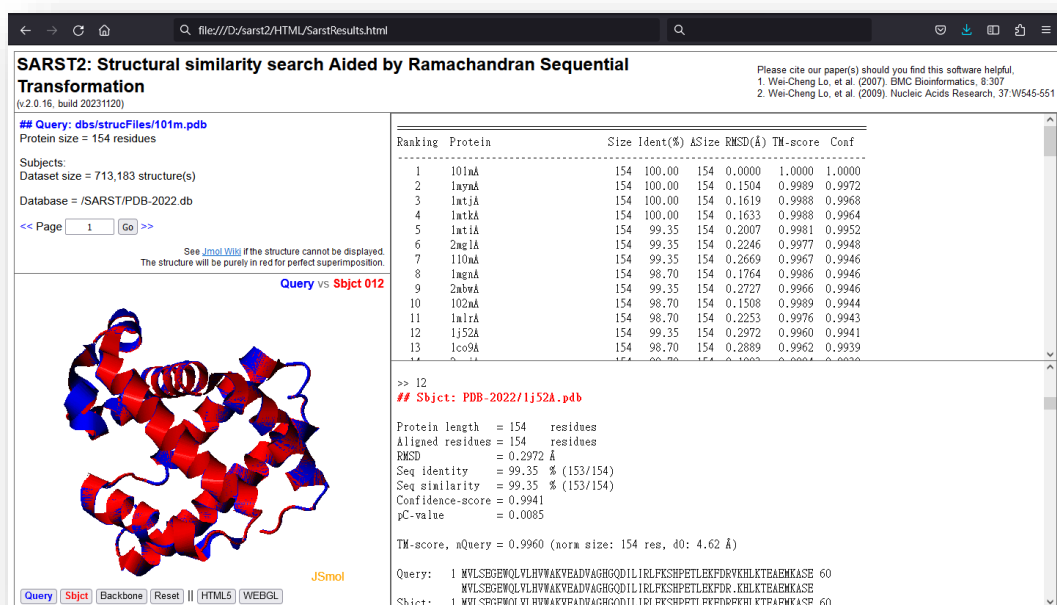 file:///D:/sarst2/HTML/SarstResults.html
SARST2: Structural similarity search Aided by Ramachandran Sequential
Transformation
(v.2.0.16, build 20231120)
Please cite our paper(s) should you find this software helpful,
1. Wei-Cheng Lo, et al. (2007). BMC Bioinformatics, 8:307
2. Wei-Cheng Lo, et al. (2009). Nucleic Acids Research, 37:W545-551
## Query: dbs/strucFiles/101m.pdb
Protein size = 154 residues
Subjects:
Dataset size = 713,183 structure(s)
Database = /SARST/PDB-2022.db
<< Page 1 Go >>
See Jmol Wiki if the structure cannot be displayed.
The structure will be purely in red for perfect superimposition.
Query vs Sbjct 012
JSmol
Query Sbjct Backbone Reset || HTML5 WEBGL
Ranking Protein Size Ident(%) ASize RMSD(Å) TM-score Conf
1 101mA 154 100.00 154 0.0000 1.0000 1.0000
2 1mymA 154 100.00 154 0.1504 0.9989 0.9972
3 1mtjA 154 100.00 154 0.1619 0.9988 0.9968
4 1mtkA 154 100.00 154 0.1633 0.9988 0.9964
5 1mtiA 154 99.35 154 0.2007 0.9981 0.9952
6 2mg1A 154 99.35 154 0.2246 0.9977 0.9948
7 110mA 154 99.35 154 0.2669 0.9967 0.9946
8 1mgnA 154 98.70 154 0.1764 0.9986 0.9946
9 2mbwA 154 99.35 154 0.2727 0.9966 0.9946
10 102mA 154 98.70 154 0.1508 0.9989 0.9944
11 1mlrA 154 98.70 154 0.2253 0.9976 0.9943
12 1j52A 154 99.35 154 0.2972 0.9960 0.9941
13 1co9A 154 98.70 154 0.2889 0.9962 0.9939
>> 12
## Sbjct: PDB-2022/1j52A.pdb
Protein length = 154 residues
Aligned residues = 154 residues
RMSD = 0.2972 Å
Seq identity = 99.35 % (153/154)
Seq similarity = 99.35 % (153/154)
Confidence-score = 0.9941
pC-value = 0.0085
TM-score, nQuery = 0.9960 (norm size: 154 res, d0: 4.62 Å)
Query: 1 MVLSEGEWQLVLHVWAKVEADVAGHGQDILIRLFKSHPETLEKFDRVKHLKTEAEMKASE 60
MVLSEGEWQLVLHVWAKVEADVAGHGQDILIRLFKSHPETLEKFDR.KHLKTEAEMKASE
Sbjct: 1 MVLSEGEWQLVLHVWAKVEADVAGHGQDILIRLFKSHPETLEKFDRFKHLKTEAEMKASE 60